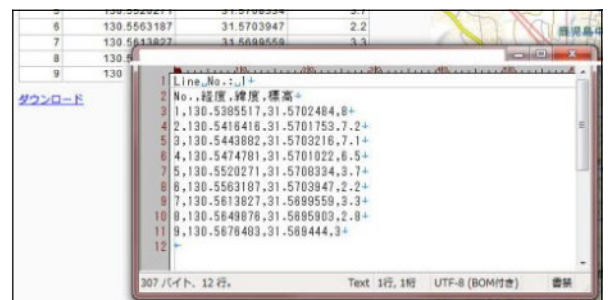 6 130.5563187 31.5703947 2.2
7 130.5613827 31.5699559 3.3
8
9 130
ダウンロード
1 Line No.: 1
2 No.,経度,緯度,標高
3 1,130.5385517,31.5702484,8
4 2,130.5416416,31.5701753,7.2
5 3,130.5443882,31.5703216,7.1
6 4,130.5474781,31.5701022,6.5
7 5,130.5520271,31.5708334,3.7
8 6,130.5563187,31.5703947,2.2
9 7,130.5613827,31.5699559,3.3
10 8,130.5649876,31.5695903,2.8
11 9,130.5676483,31.569444,3
12
307 バイト、12 行。 Text 1行, 1桁 UTF-8 (BOM付き) 書禁